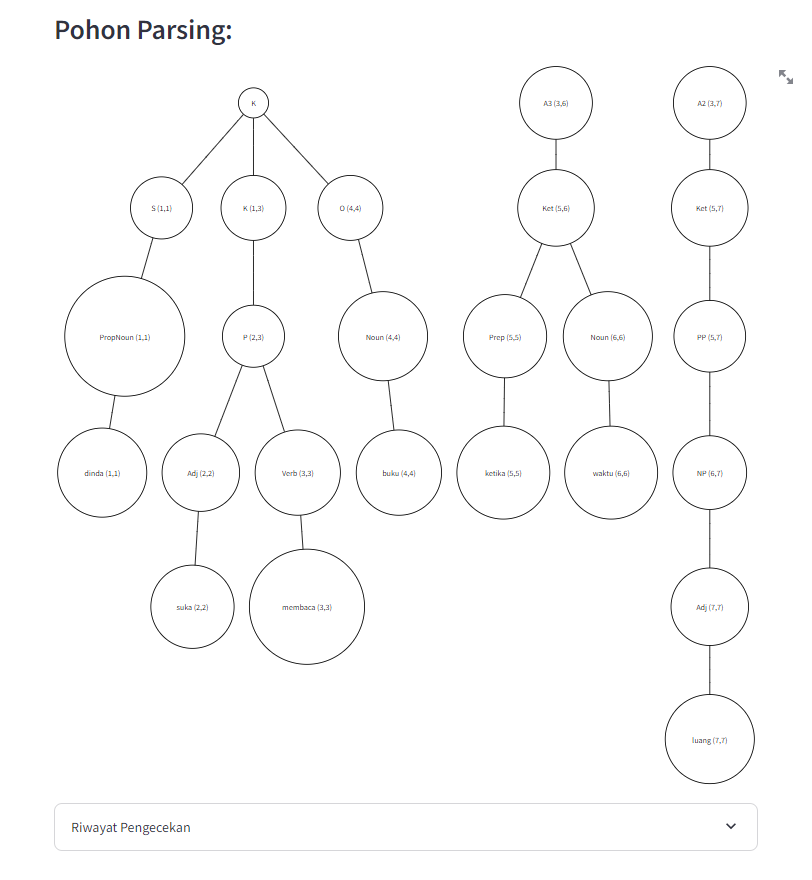 Pohon Parsing:
K
A3 (3,6)
A2 (3,7)
S (1,1)
K (1,3)
O (4,4)
Ket (5,6)
Ket (5,7)
PropNoun (1,1)
P (2,3)
Noun (4,4)
Prep (5,5)
Noun (6,6)
PP (5,7)
dinda (1,1)
Adj (2,2)
Verb (3,3)
buku (4,4)
ketika (5,5)
waktu (6,6)
NP (6,7)
suka (2,2)
membaca (3,3)
Adj (7,7)
luang (7,7)
Riwayat Pengecekan